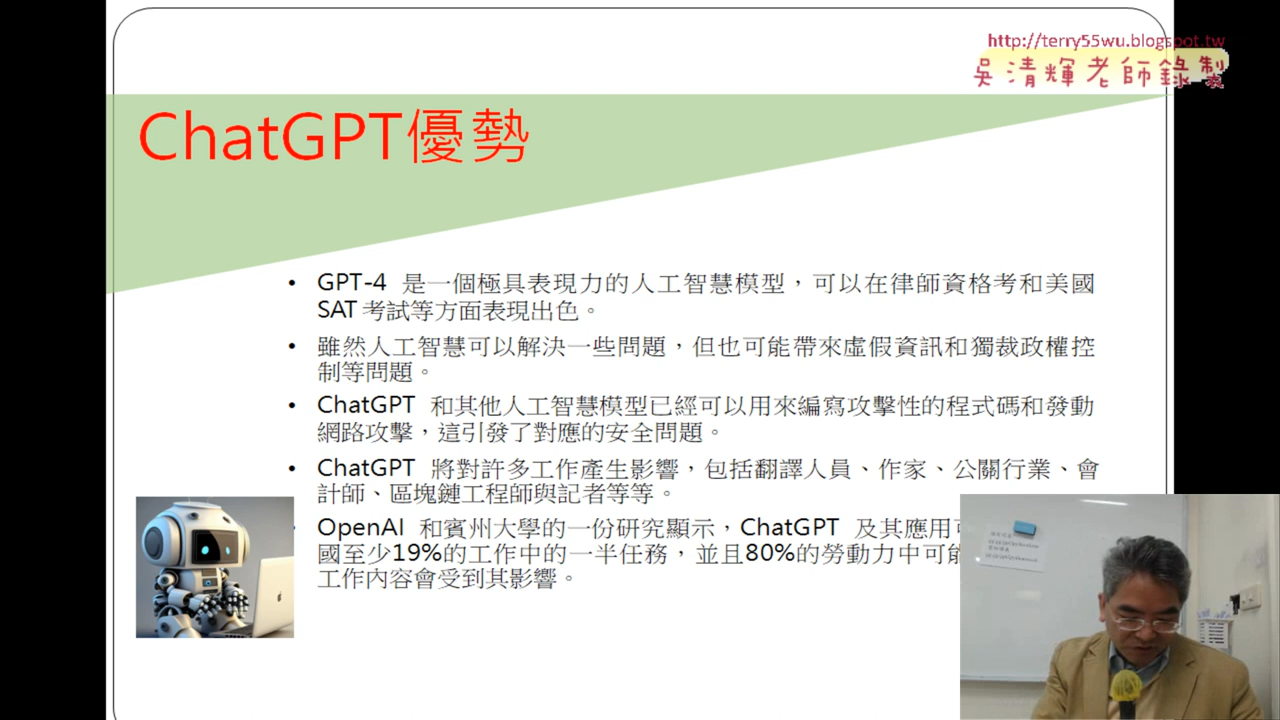 http://terry55wu.blogspot.tw
吳清輝老師錄製
ChatGPT優勢
• GPT-4 是一個極具表現力的人工智慧模型，可以在律師資格考和美國
SAT考試等方面表現出色。
• 雖然人工智慧可以解決一些問題，但也可能帶來虛假資訊和獨裁政權控
制等問題。
• ChatGPT 和其他人工智慧模型已經可以用來編寫攻擊性的程式碼和發動
網路攻擊，這引發了對應的安全問題。
• ChatGPT 將對許多工作產生影響，包括翻譯人員、作家、公關行業、會
計師、區塊鏈工程師與記者等等。
OpenAI 和賓州大學的一份研究顯示，ChatGPT 及其應用
國至少19%的工作中的一半任務，並且80%的勞動力中可能
工作內容會受到其影響。